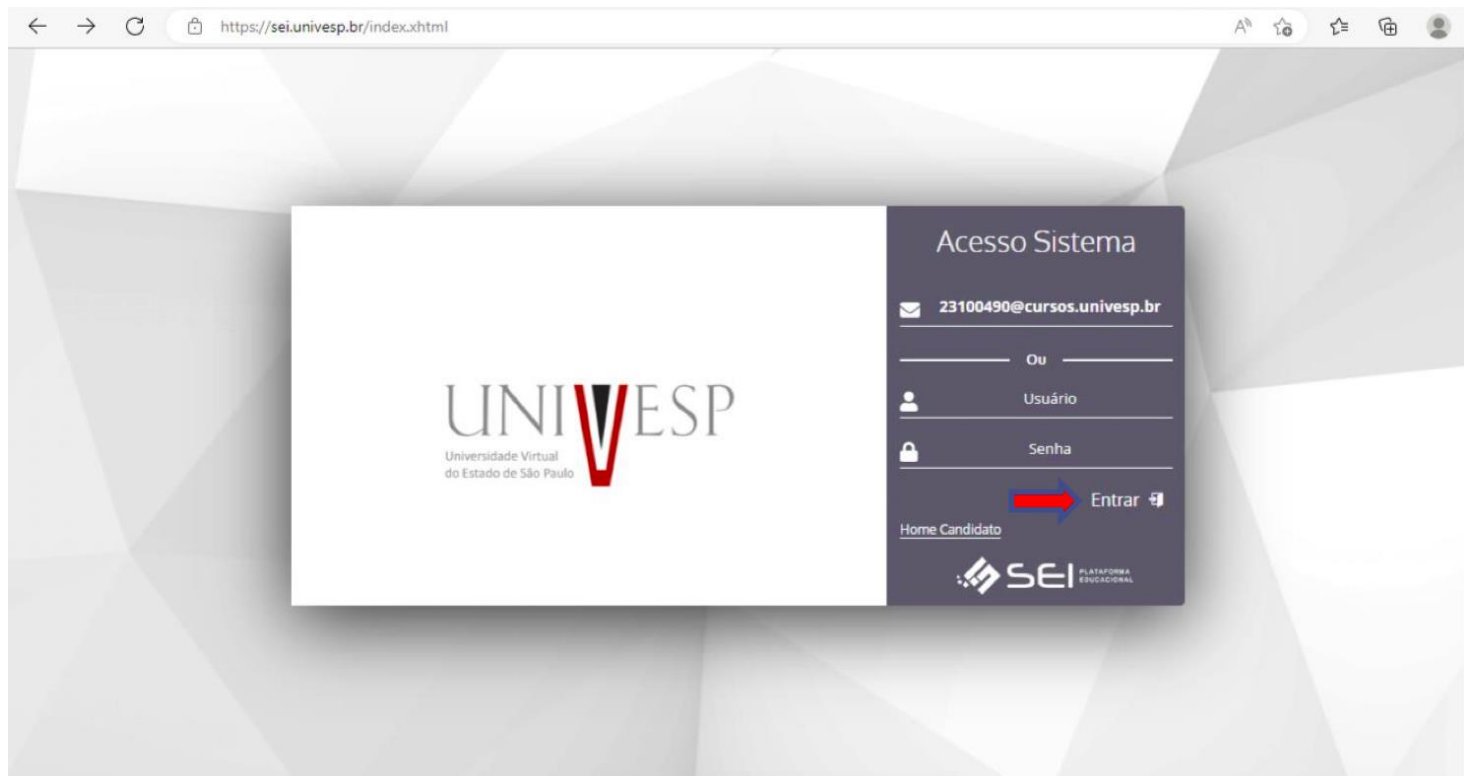 https://sei.univesp.br/index.xhtml
Acesso Sistema
23100490@cursos.univesp.br
Ou
Usuário
Senha
Entrar
Home Candidato
SEI PLATAFORMA
EDUCACIONAL
UNIVESP
Universidade Virtual
do Estado de São Paulo